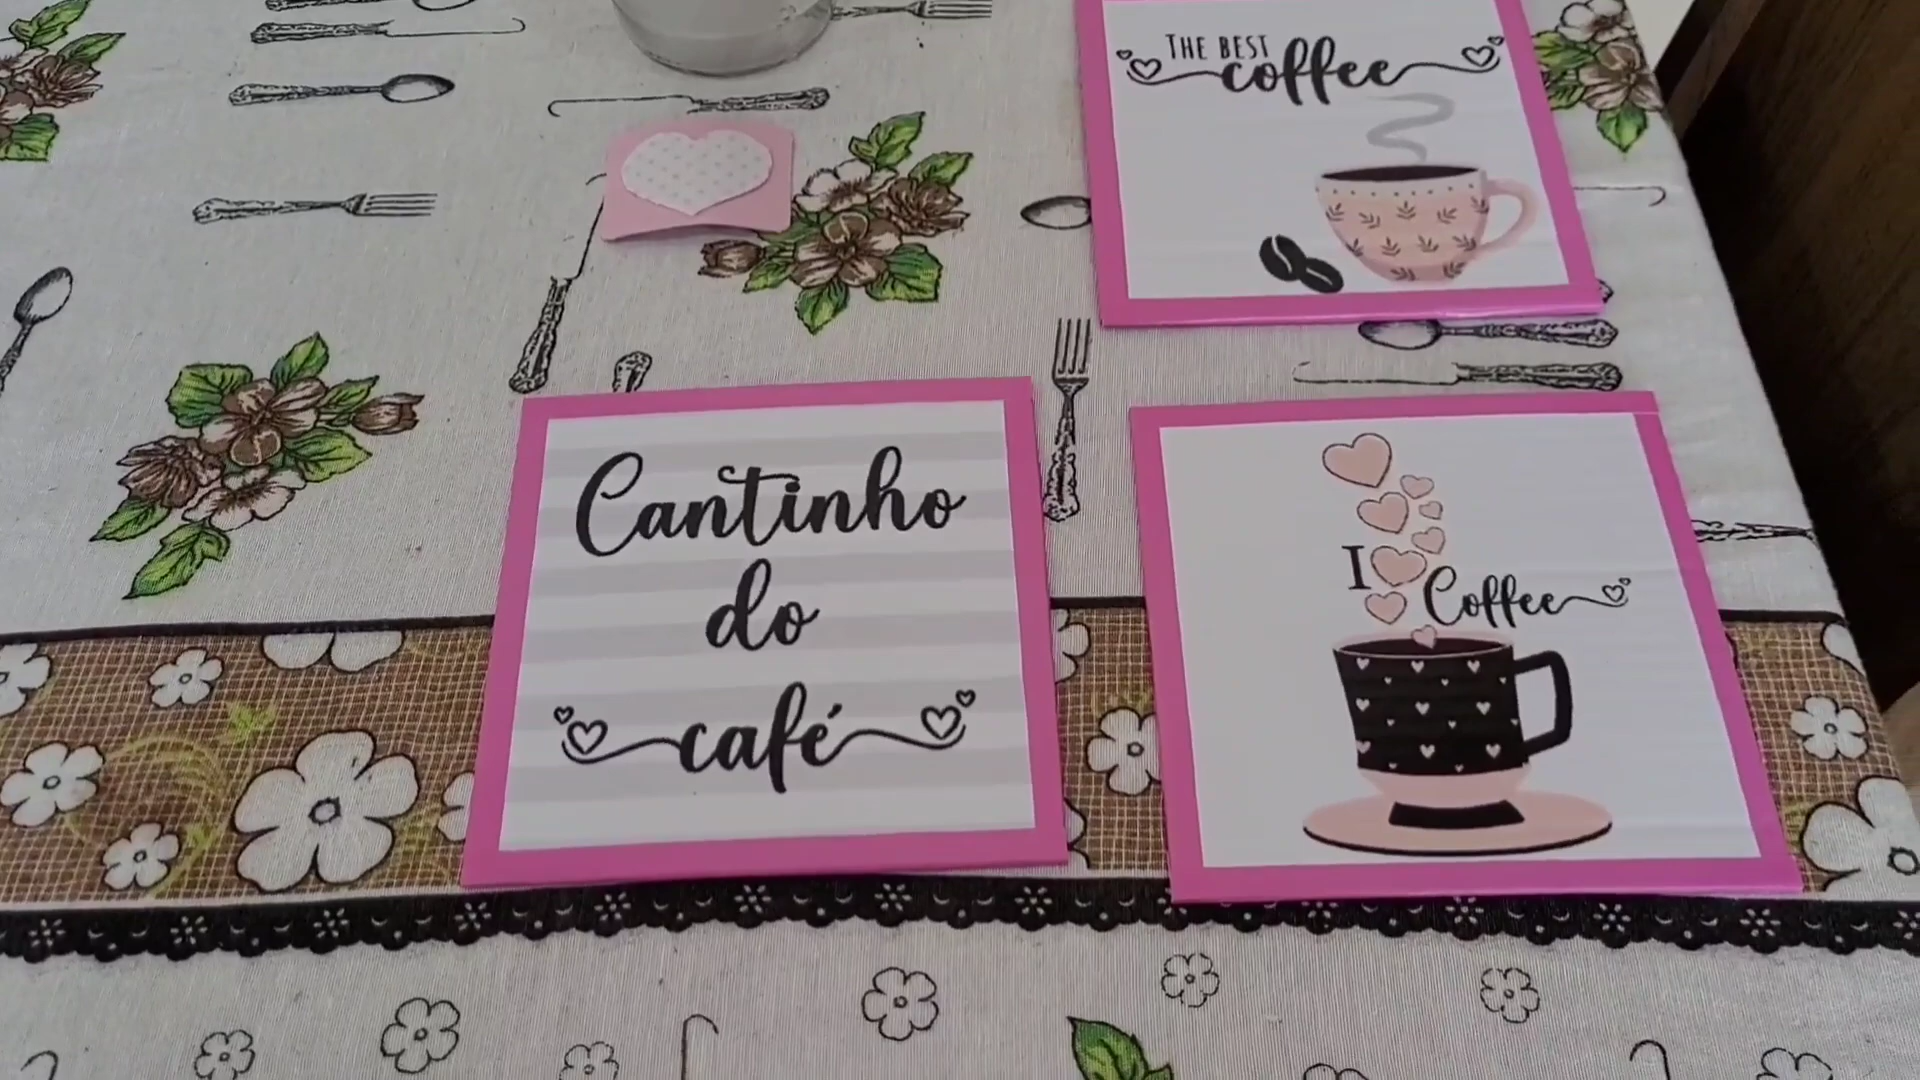 THE BEST
coffee
Cantinho
do
café
I
Coffee